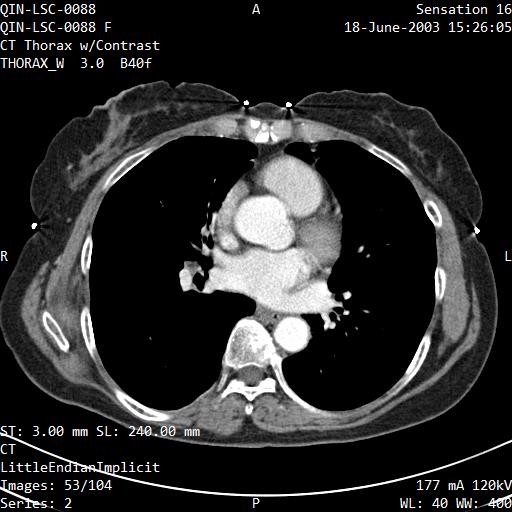 QIN-LSC-0088
A
Sensation 16
QIN-LSC-0088 F
18-June-2003 15:26:05
CT Thorax w/Contrast
THORAX_W 3.0 B40f
R
L
ST: 3.00 mm SL: 240.00 mm
CT
LittleEndianImplicit
Images: 53/104
177 mA 120kV
Series: 2
P
WL: 40 WW: 400